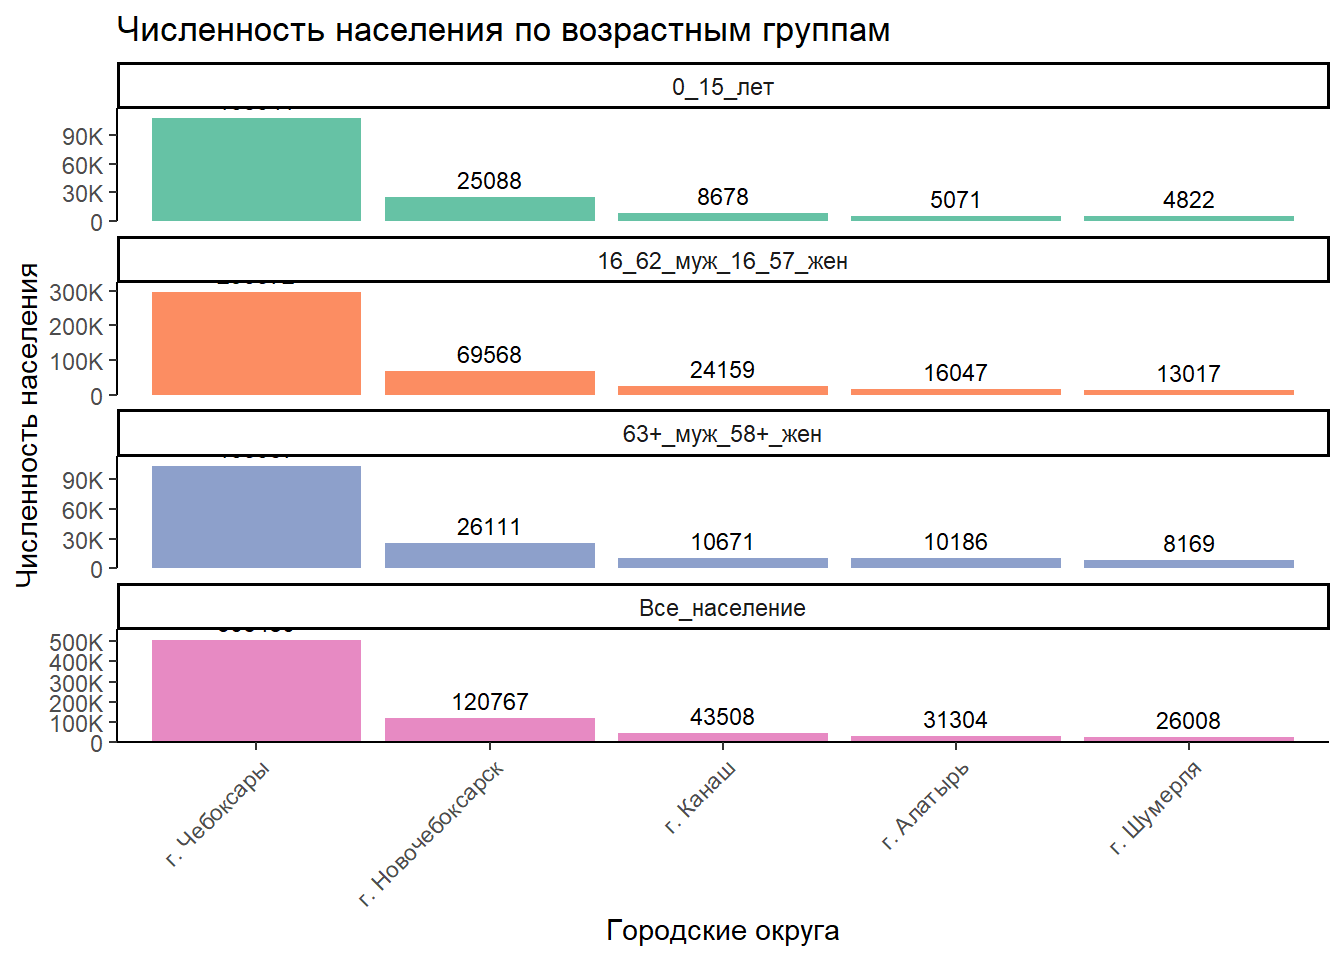 Численность населения по возрастным группам
0_15_лет
90K
60K
30K
0
25088
8678
5071
4822
16_62_муж_16_57_жен
300K
200K
100K
0
69568
24159
16047
13017
63+_муж_58+_жен
90K
60K
30K
0
26111
10671
10186
8169
Все_население
500K
400K
300K
200K
100K
0
120767
43508
31304
26008
г. Чебоксары
г. Новочебоксарск
г. Канаш
г. Алатырь
г. Шумерля
Городские округа
Численность населения